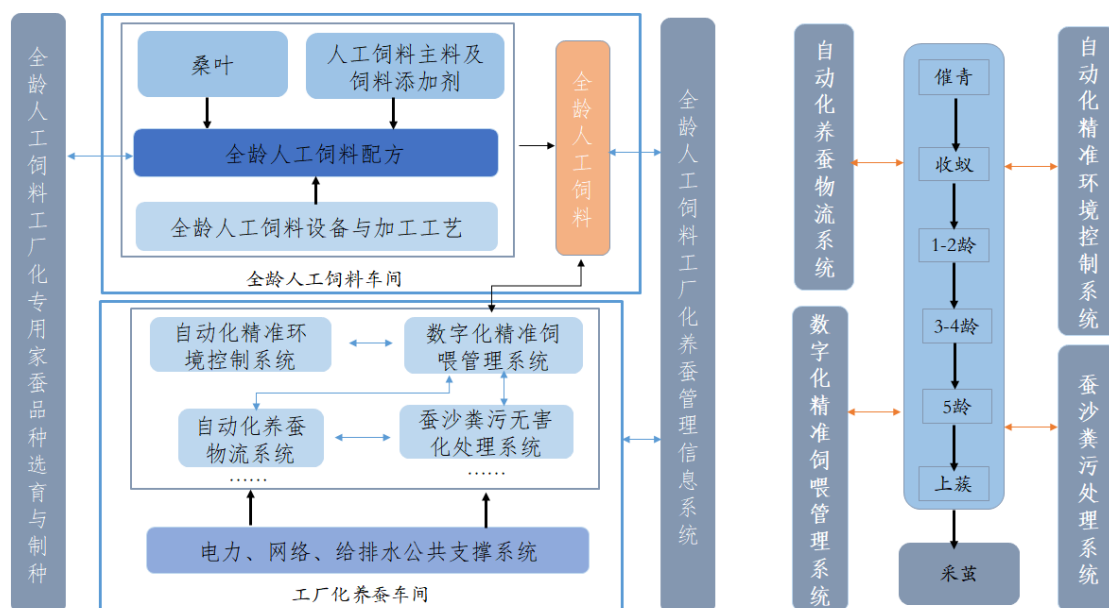 全龄人工饲料工厂化专用家蚕品种选育与制种
桑叶
人工饲料主料及
饲料添加剂
全龄人工饲料配方
全龄人工饲料设备与加工工艺
全龄人工饲料车间
全龄人工饲料
自动化精准环
境控制系统
数字化精准饲
喂管理系统
自动化养蚕
物流系统
蚕沙粪污无害
化处理系统
......
......
电力、网络、给排水公共支撑系统
工厂化养蚕车间
全龄人工饲料工厂化养蚕管理信息系统
自动化养蚕物流系统
数字化精准饲喂管理系统
催青
收蚁
1-2龄
3-4龄
5龄
上蔟
采茧
自动化精准环境控制系统
蚕沙粪污处理系统